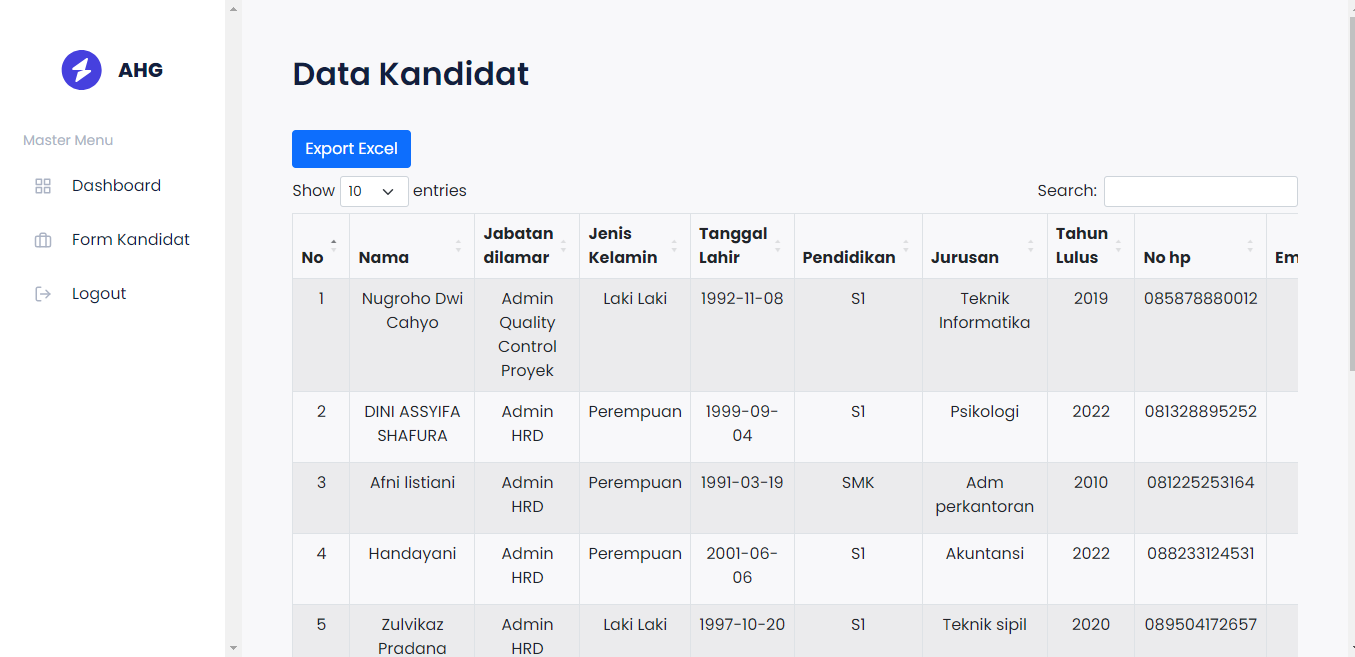 AHG
Master Menu
Dashboard
Form Kandidat
Logout
Data Kandidat
Export Excel
Show 10 entries Search:
No Nama Jabatan dilamar Jenis Kelamin Tanggal Lahir Pendidikan Jurusan Tahun Lulus No hp Em
1 Nugroho Dwi Cahyo Admin Quality Control Proyek Laki Laki 1992-11-08 S1 Teknik Informatika 2019 085878880012
2 DINI ASSYIFA SHAFURA Admin HRD Perempuan 1999-09-04 S1 Psikologi 2022 081328895252
3 Afni listiani Admin HRD Perempuan 1991-03-19 SMK Adm perkantoran 2010 081225253164
4 Handayani Admin HRD Perempuan 2001-06-06 S1 Akuntansi 2022 088233124531
5 Zulvikaz Pradana Admin HRD Laki Laki 1997-10-20 S1 Teknik sipil 2020 089504172657